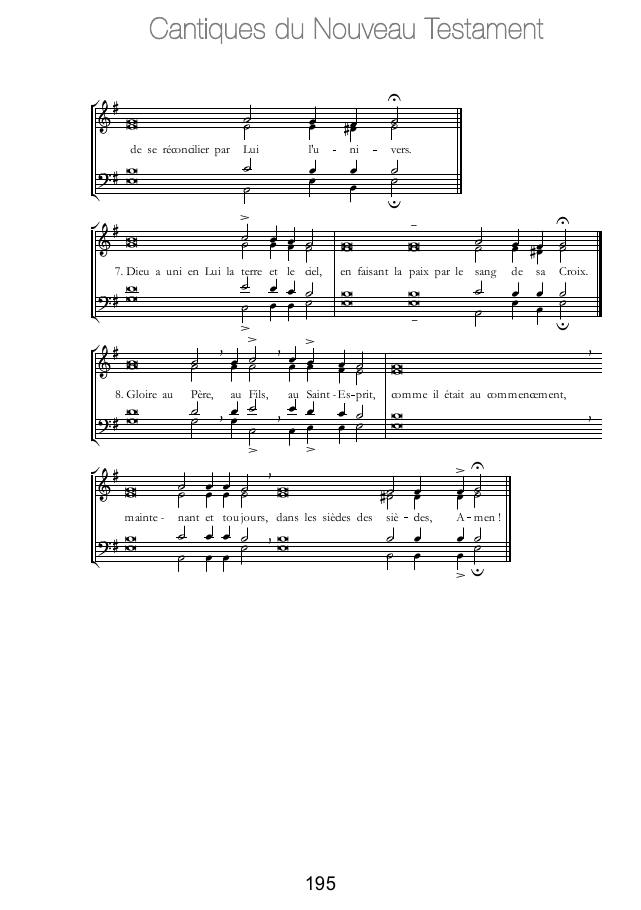 Cantiques du Nouveau Testament
de se réconcilier par Lui l'u - ni - vers.
7. Dieu a uni en Lui la terre et le ciel, en faisant la paix par le sang de sa Croix.
8. Gloire au Père, au Fils, au Saint-Es-prit, comme il était au commencement,
mainte - nant et toujours, dans les siècles des siè - cles, A-men !
195